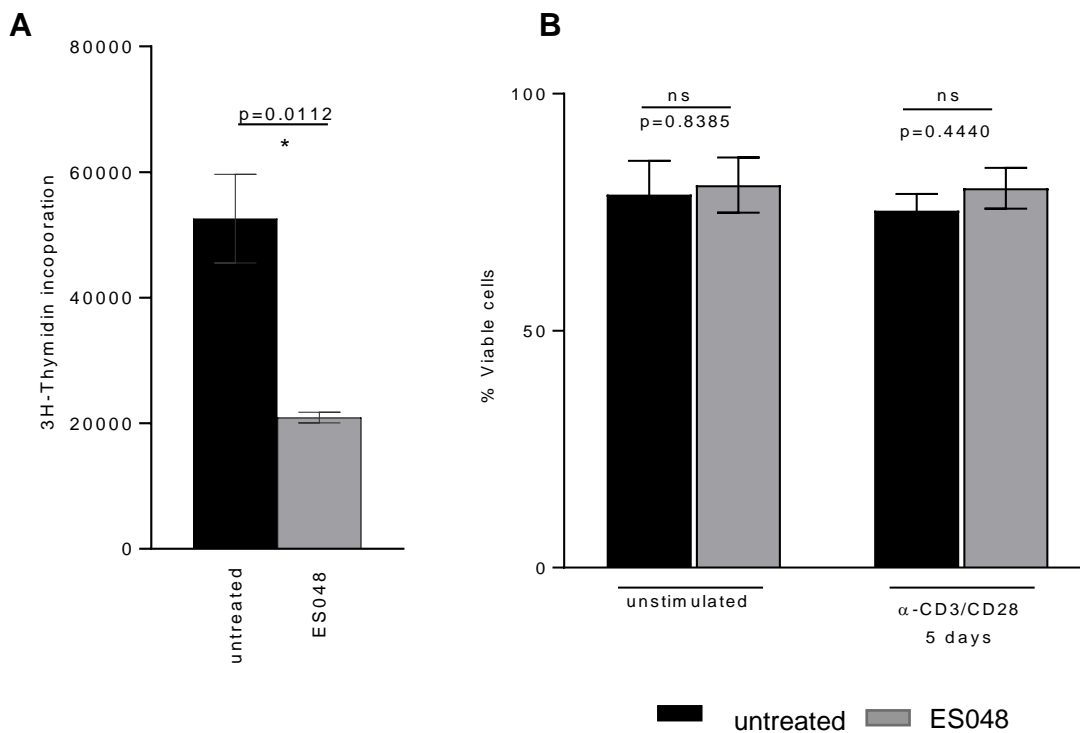 A
80000
60000
40000
20000
0
3H-Thymidin incoporation
p=0.0112
*
untreated
ES048
B
100
50
0
% Viable cells
ns
p=0.8385
ns
p=0.4440
unstimulated
α-CD3/CD28
5 days
untreated
ES048